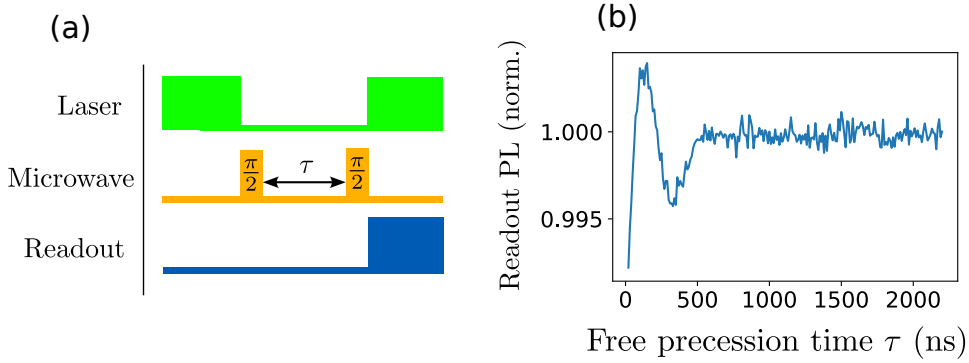 (a)
Laser
Microwave
π/2
τ
π/2
Readout
(b)
Readout PL (norm.)
1.000
0.995
0
500
1000
1500
2000
Free precession time τ (ns)